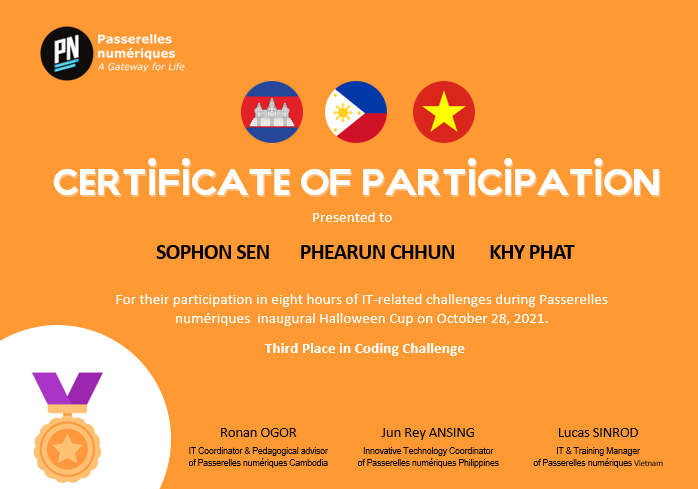 PN
Passerelles
numériques
A Gateway for Life
CERTIFICATE OF PARTICIPATION
Presented to
SOPHON SEN PHEARUN CHHUN KHY PHAT
For their participation in eight hours of IT-related challenges during Passerelles
numériques inaugural Halloween Cup on October 28, 2021.
Third Place in Coding Challenge
Ronan OGOR
IT Coordinator & Pedagogical advisor
of Passerelles numériques Cambodia
Jun Rey ANSING
Innovative Technology Coordinator
of Passerelles numériques Philippines
Lucas SINROD
IT & Training Manager
of Passerelles numériques Vietnam